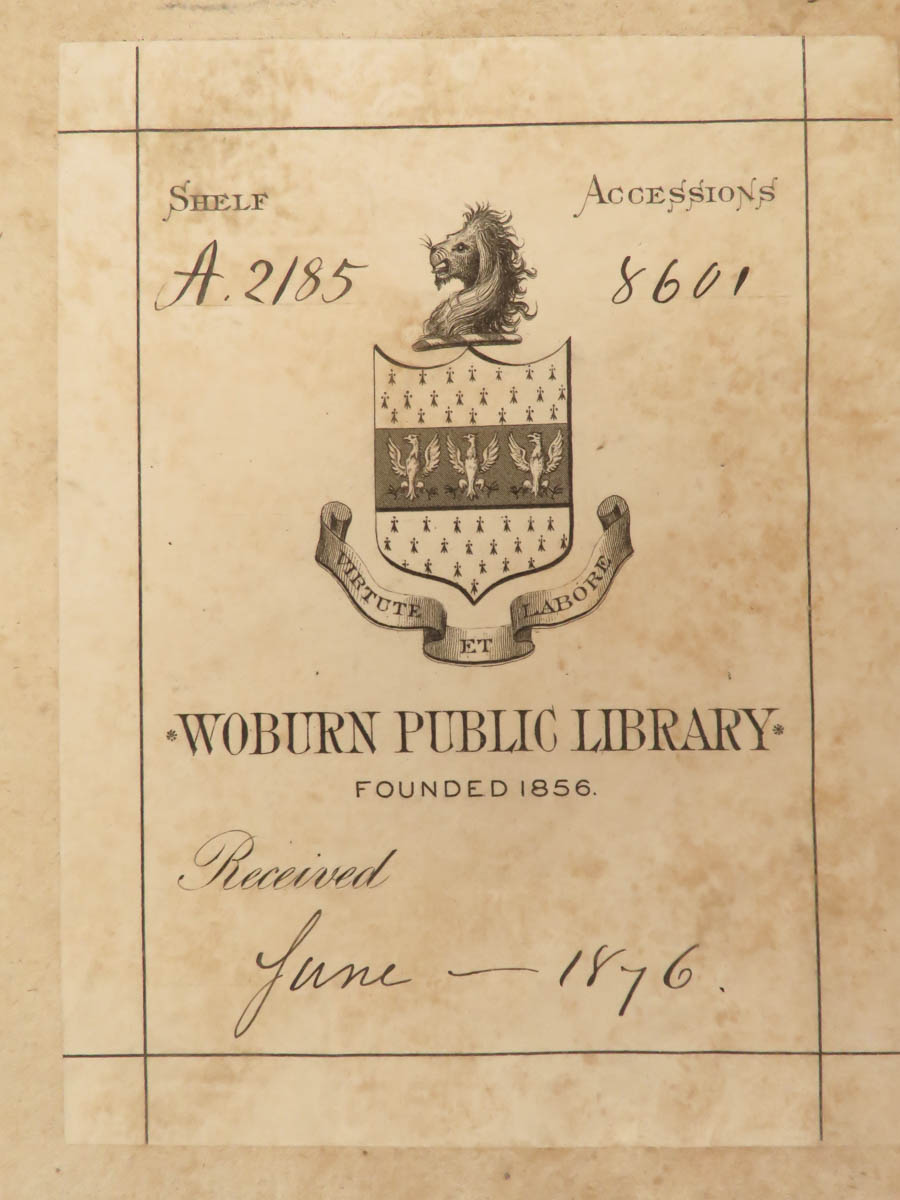 SHELF ACCESSIONS
A. 2185 8601
VIRTUTE ET LABORE
*WOBURN PUBLIC LIBRARY*
FOUNDED 1856.
Received
June — 1876.